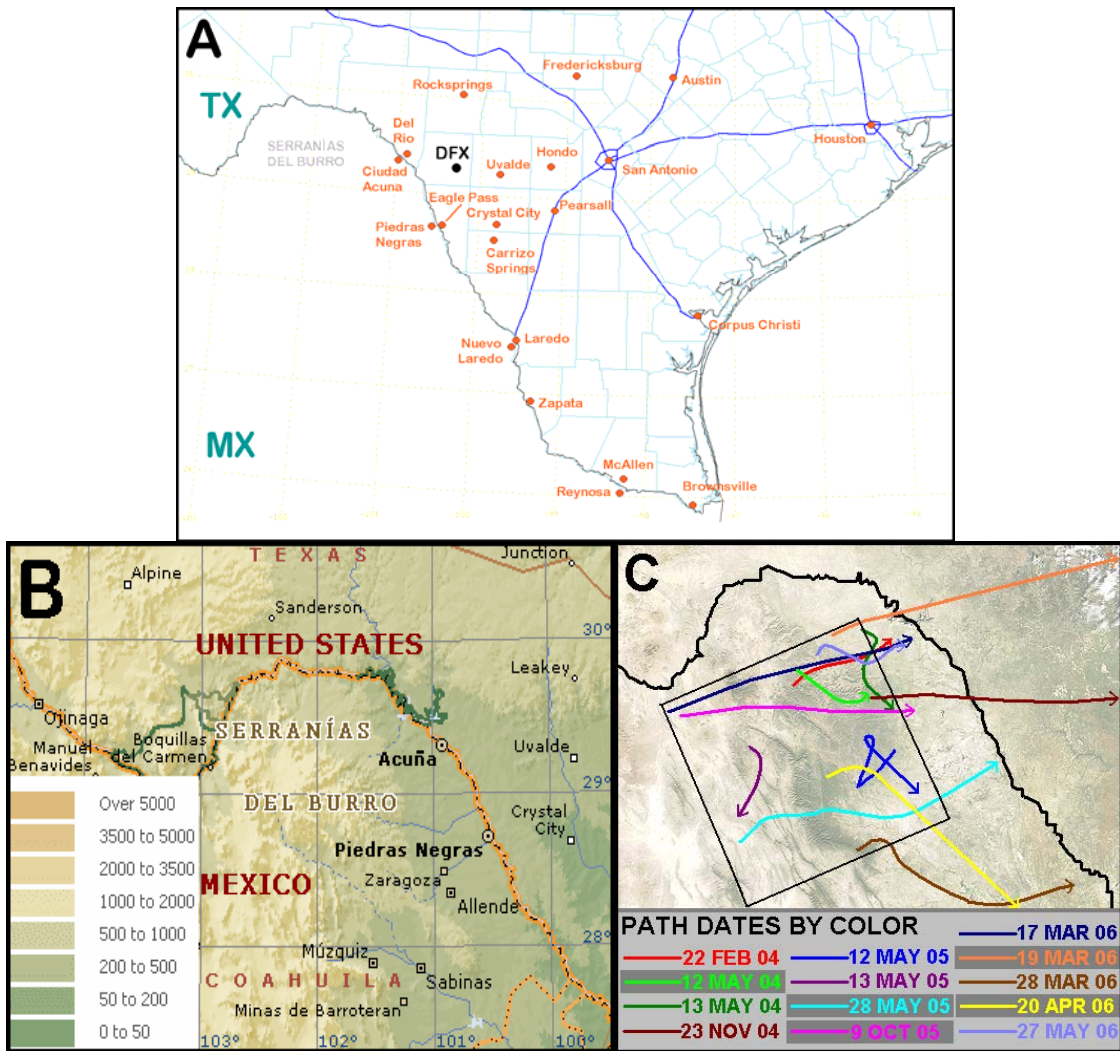 A
TX
MX
SERRANÍAS
DEL BURRO
Rocksprings
Fredericksburg
Austin
Houston
Del
Rio
Ciudad
Acuna
DFX
Uvalde
Hondo
San Antonio
Eagle Pass
Piedras
Negras
Crystal City
Carrizo
Springs
Pearsall
Corpus Christi
Nuevo
Laredo
Laredo
Zapata
McAllen
Reynosa
Brownsville
B
TEXAS
Junction
Alpine
Sanderson
30°
UNITED STATES
Leakey
Ojinaga
SERRANÍAS
Manuel
Benavides
Boquillas
del Carmen
Acuña
Uvalde
29°
DEL BURRO
Crystal
City
Piedras Negras
MEXICO
Zaragoza
Allende
28°
Múzquiz
COAHUILA
Sabinas
Minas de Barroteran
103°
102°
101°
100°
Over 5000
3500 to 5000
2000 to 3500
1000 to 2000
500 to 1000
200 to 500
50 to 200
0 to 50
C
PATH DATES BY COLOR
22 FEB 04
12 MAY 04
13 MAY 04
23 NOV 04
12 MAY 05
13 MAY 05
28 MAY 05
9 OCT 05
17 MAR 06
19 MAR 06
28 MAR 06
20 APR 06
27 MAY 06